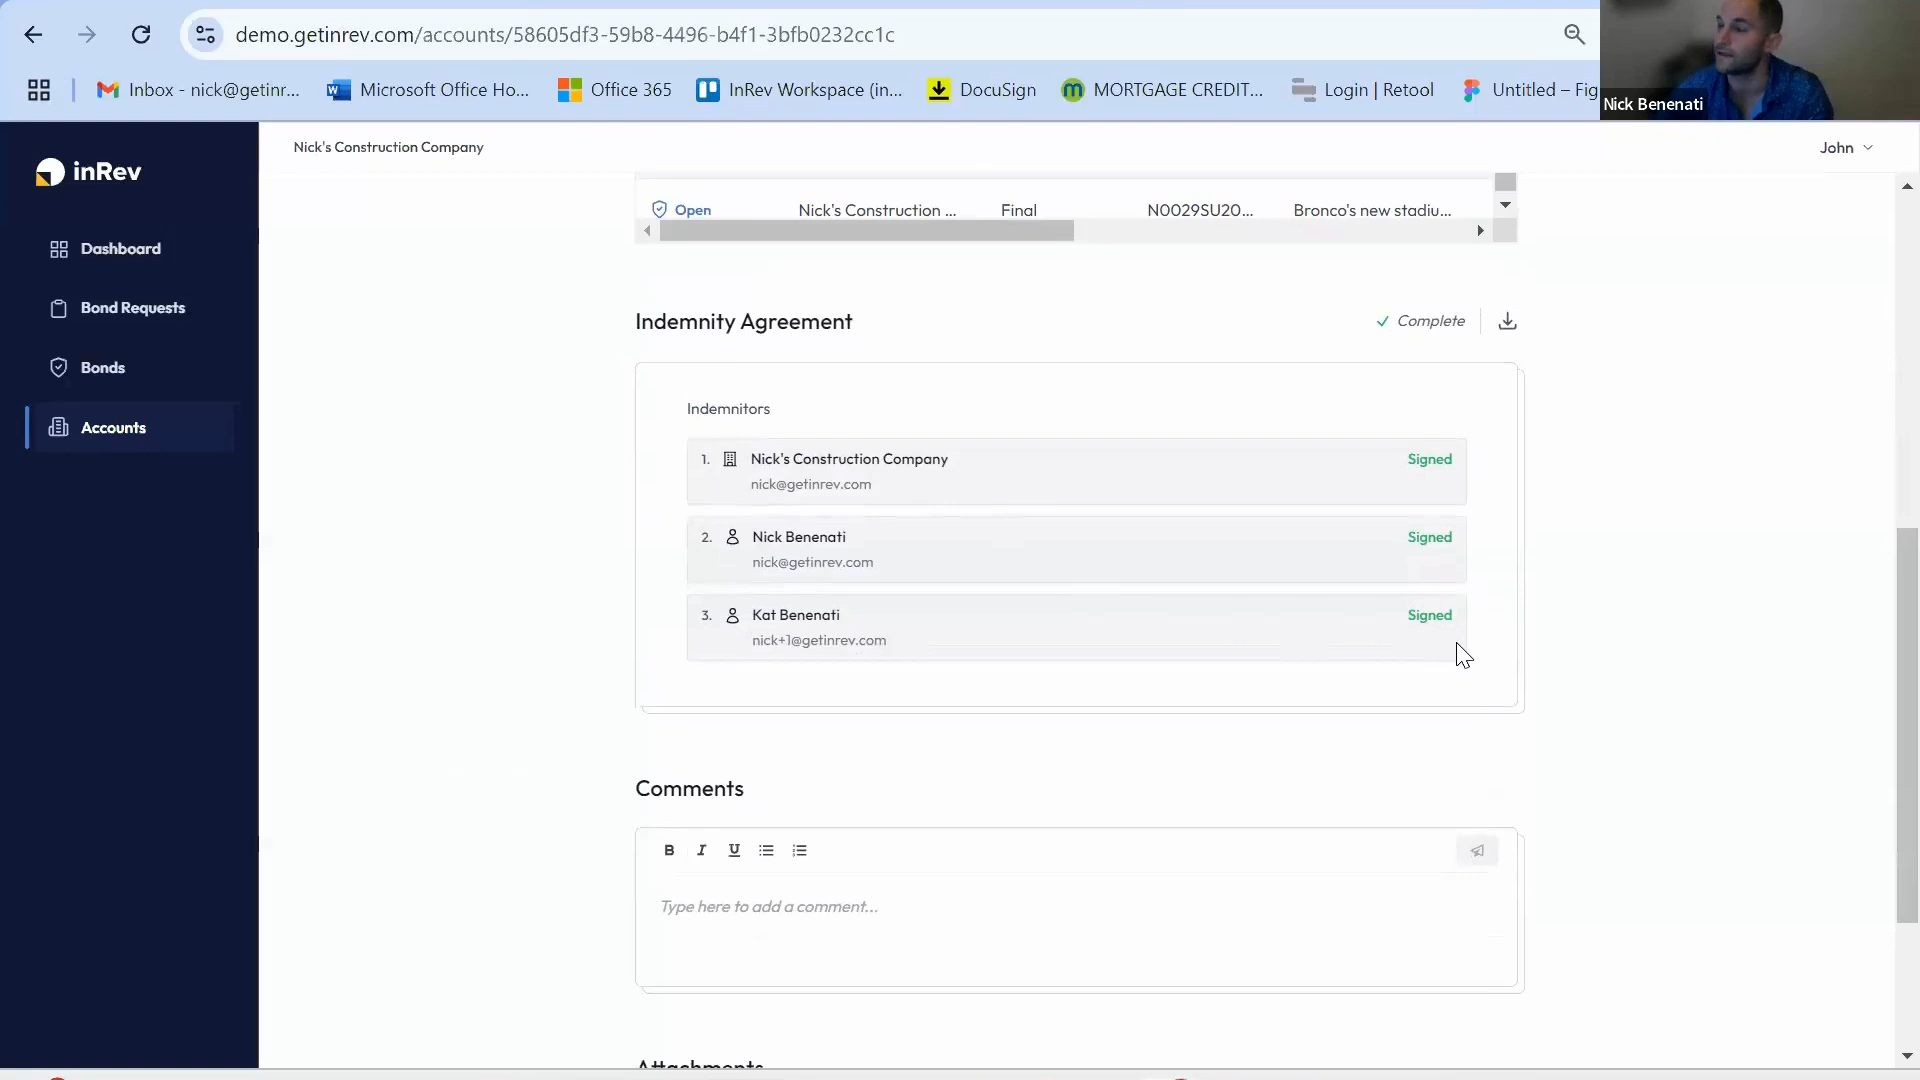 demo.getinrev.com/accounts/58605df3-59b8-4496-b4f1-3bfb0232cc1c
Inbox - nick@getinr...
Microsoft Office Ho...
Office 365
InRev Workspace (in...
DocuSign
MORTGAGE CREDIT...
Login | Retool
Untitled – Fig
Nick Benenati
inRev
Nick's Construction Company
John
Dashboard
Bond Requests
Bonds
Accounts
Open Nick's Construction ... Final N0029SU20... Bronco's new stadiu...
Indemnity Agreement
Complete
Indemnitors
1. Nick's Construction Company Signed
nick@getinrev.com
2. Nick Benenati Signed
nick@getinrev.com
3. Kat Benenati Signed
nick+1@getinrev.com
Comments
B I U
Type here to add a comment...
Attachments